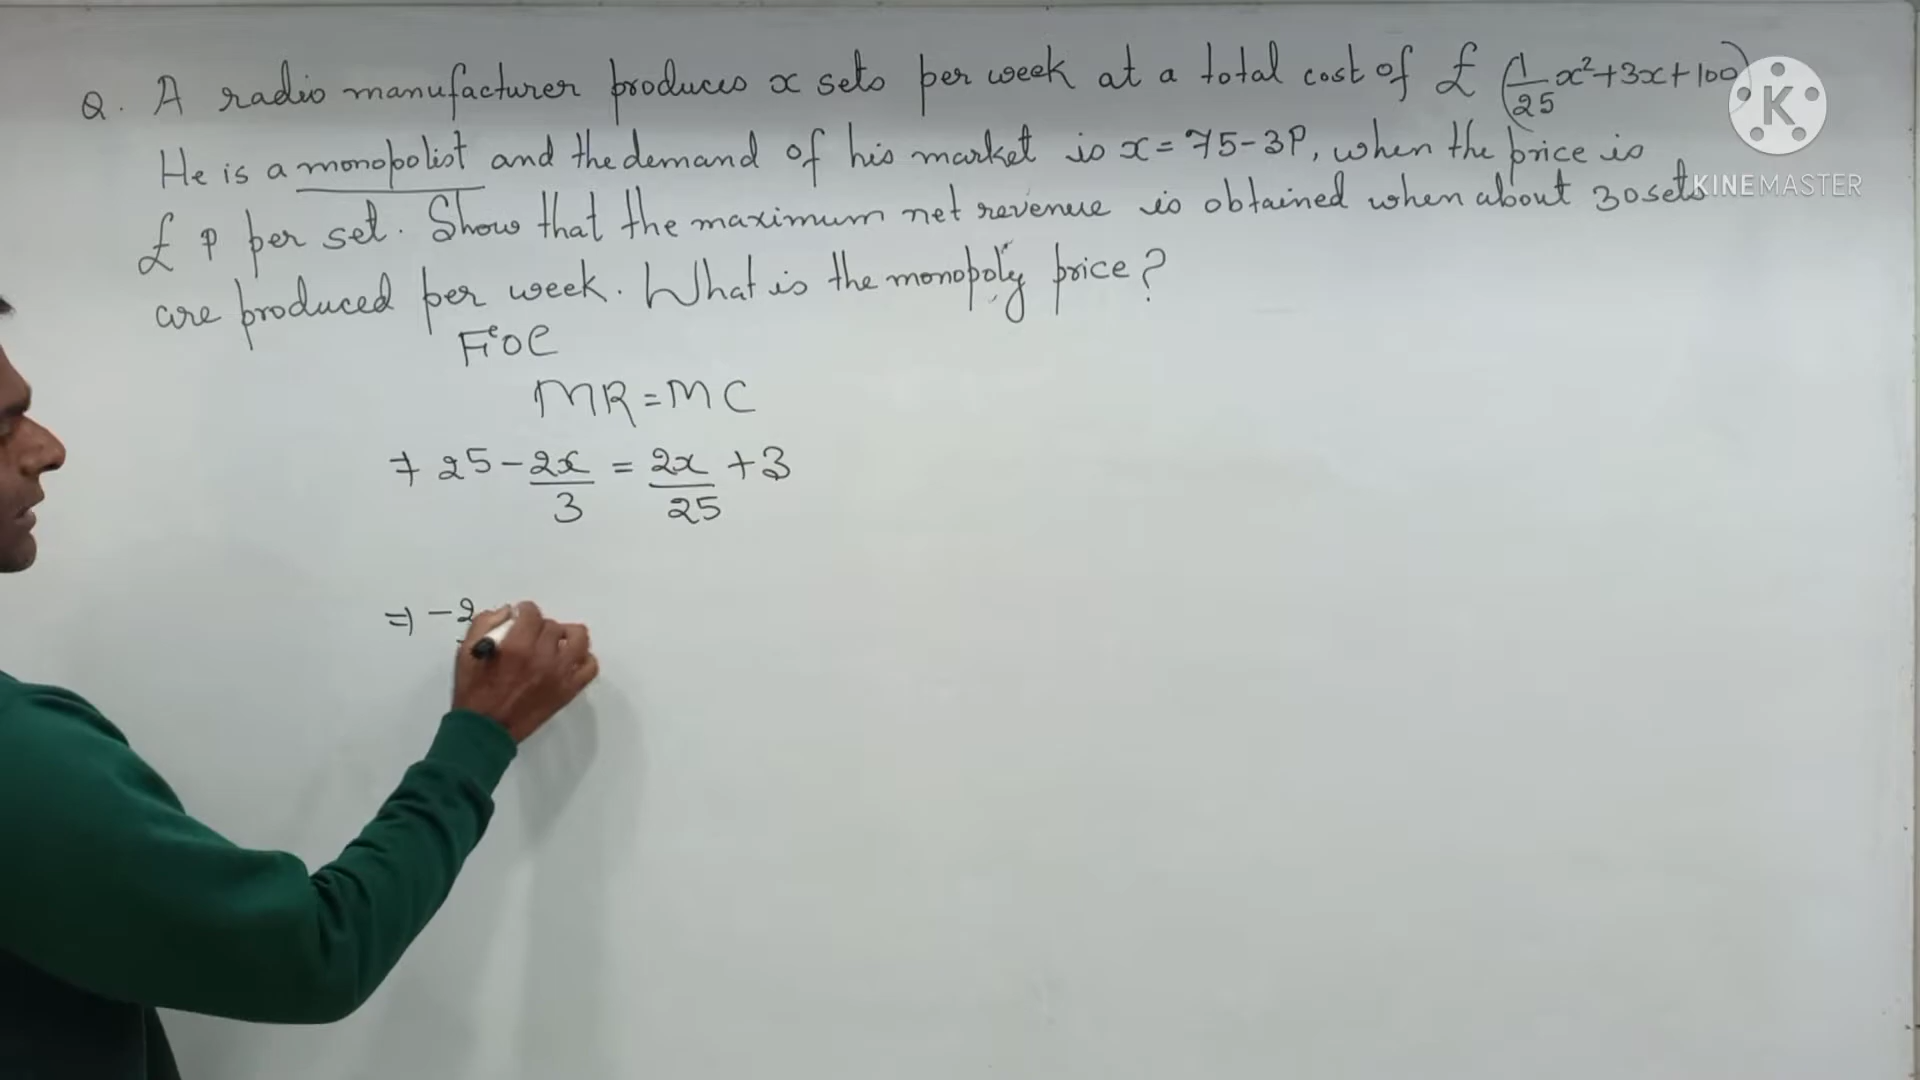 Q. A radio manufacturer produces x sets per week at a total cost of £ (1/25 x² + 3x + 100)
He is a monopolist and the demand of his market is x = 75 - 3P, when the price is
£ p per set. Show that the maximum net revenue is obtained when about 30 sets
are produced per week. What is the monopoly price?
MR = MC
25 - 2x/3 = 2x/25 + 3
⇒ -2
K
KINEMASTER